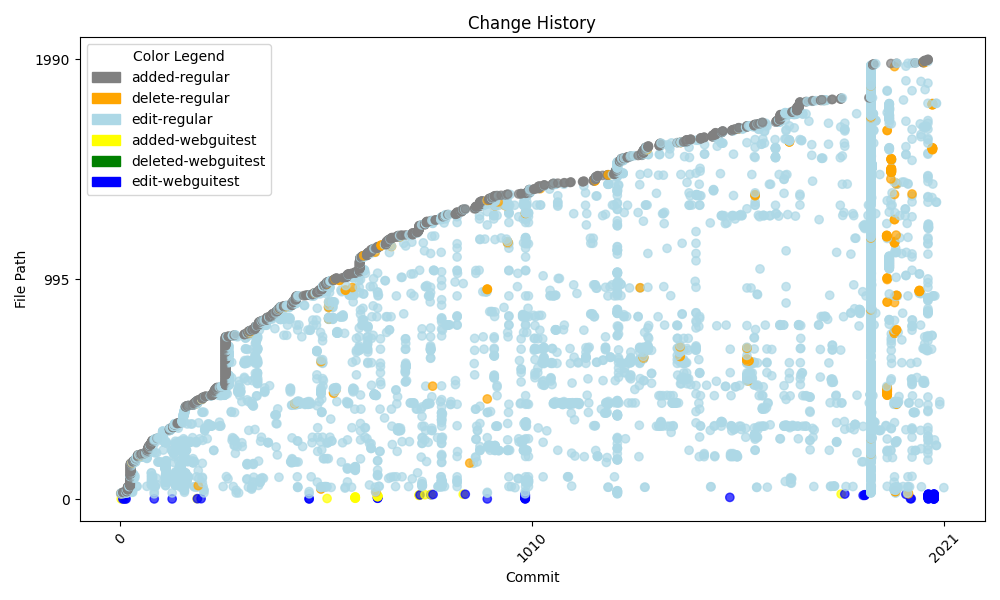 Change History
Color Legend
added-regular
delete-regular
edit-regular
added-webguitest
deleted-webguitest
edit-webguitest
File Path
1990
995
0
0
1010
2021
Commit